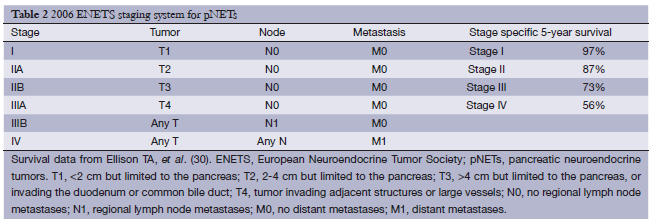 Table 2 2006 ENETS staging system for pNETs
Stage Tumor Node Metastasis Stage specific 5-year survival
I T1 N0 M0 Stage I 97%
IIA T2 N0 M0 Stage II 87%
IIB T3 N0 M0 Stage III 73%
IIIA T4 N0 M0 Stage IV 56%
IIIB Any T N1 M0
IV Any T Any N M1
Survival data from Ellison TA, et al. (30). ENETS, European Neuroendocrine Tumor Society; pNETs, pancreatic neuroendocrine
tumors. T1, <2 cm but limited to the pancreas; T2, 2-4 cm but limited to the pancreas; T3, >4 cm but limited to the pancreas, or
invading the duodenum or common bile duct; T4, tumor invading adjacent structures or large vessels; N0, no regional lymph node
metastases; N1, regional lymph node metastases; M0, no distant metastases; M1, distant metastases.